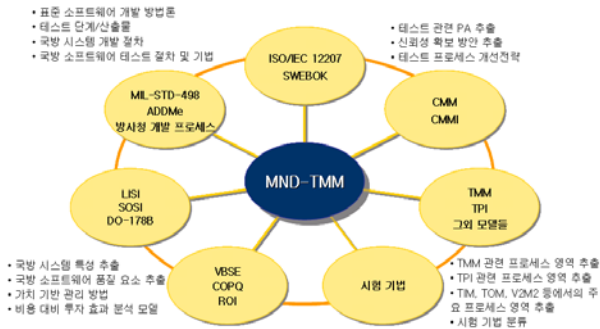 • 표준 소프트웨어 개발 방법론
• 테스트 단계/산출물
• 국방 시스템 개발 절차
• 국방 소프트웨어 테스트 절차 및 기법
• 테스트 관련 PA 추출
• 신뢰성 확보 방안 추출
• 테스트 프로세스 개선전략
ISO/IEC 12207
SWEBOK
MIL-STD-498
ADDMe
방사청 개발 프로세스
CMM
CMMI
MND-TMM
LISI
SOSI
DO-178B
TMM
TPI
그외 모델들
VBSE
COPQ
ROI
시험 기법
• 국방 시스템 특성 추출
• 국방 소프트웨어 품질 요소 추출
• 가치 기반 관리 방법
• 비용 대비 투자 효과 분석 모델
• TMM 관련 프로세스 영역 추출
• TPI 관련 프로세스 영역 추출
• TIM, TOM, V2M2 등에서의 주
요 프로세스 영역 추출
• 시험 기법 분류